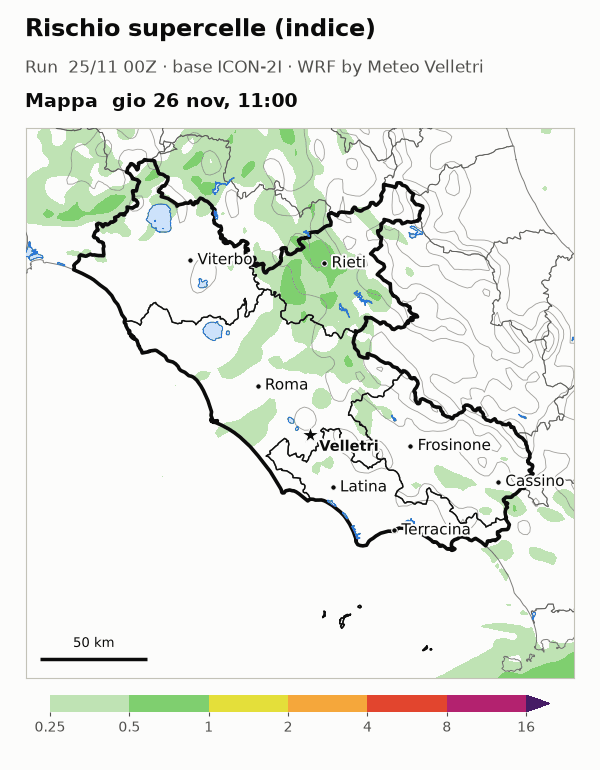 Rischio supercelle (indice)
Run  25/11 00Z · base ICON-2I · WRF by Meteo Velletri
Mappa  gio 26 nov, 11:00
Viterbo
Rieti
Roma
Velletri
Frosinone
Latina
Cassino
Terracina
50 km
0.25 0.5 1 2 4 8 16